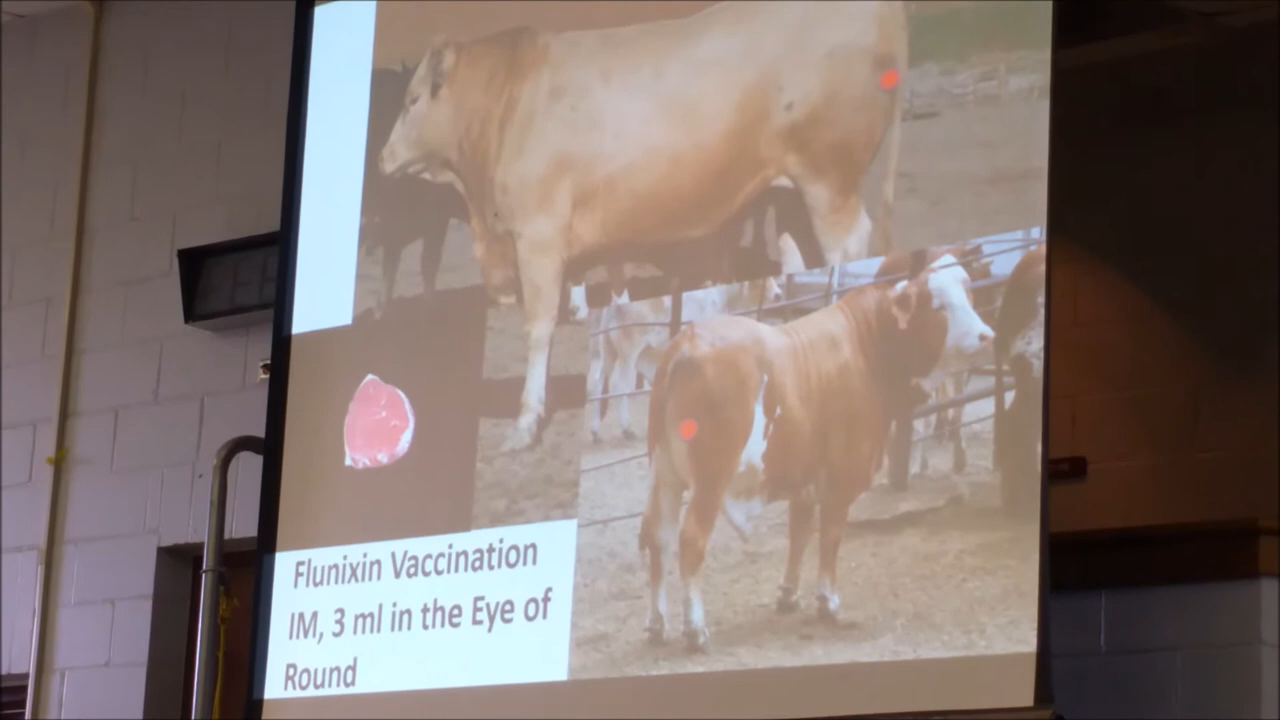 Flunixin Vaccination
IM, 3 ml in the Eye of
Round